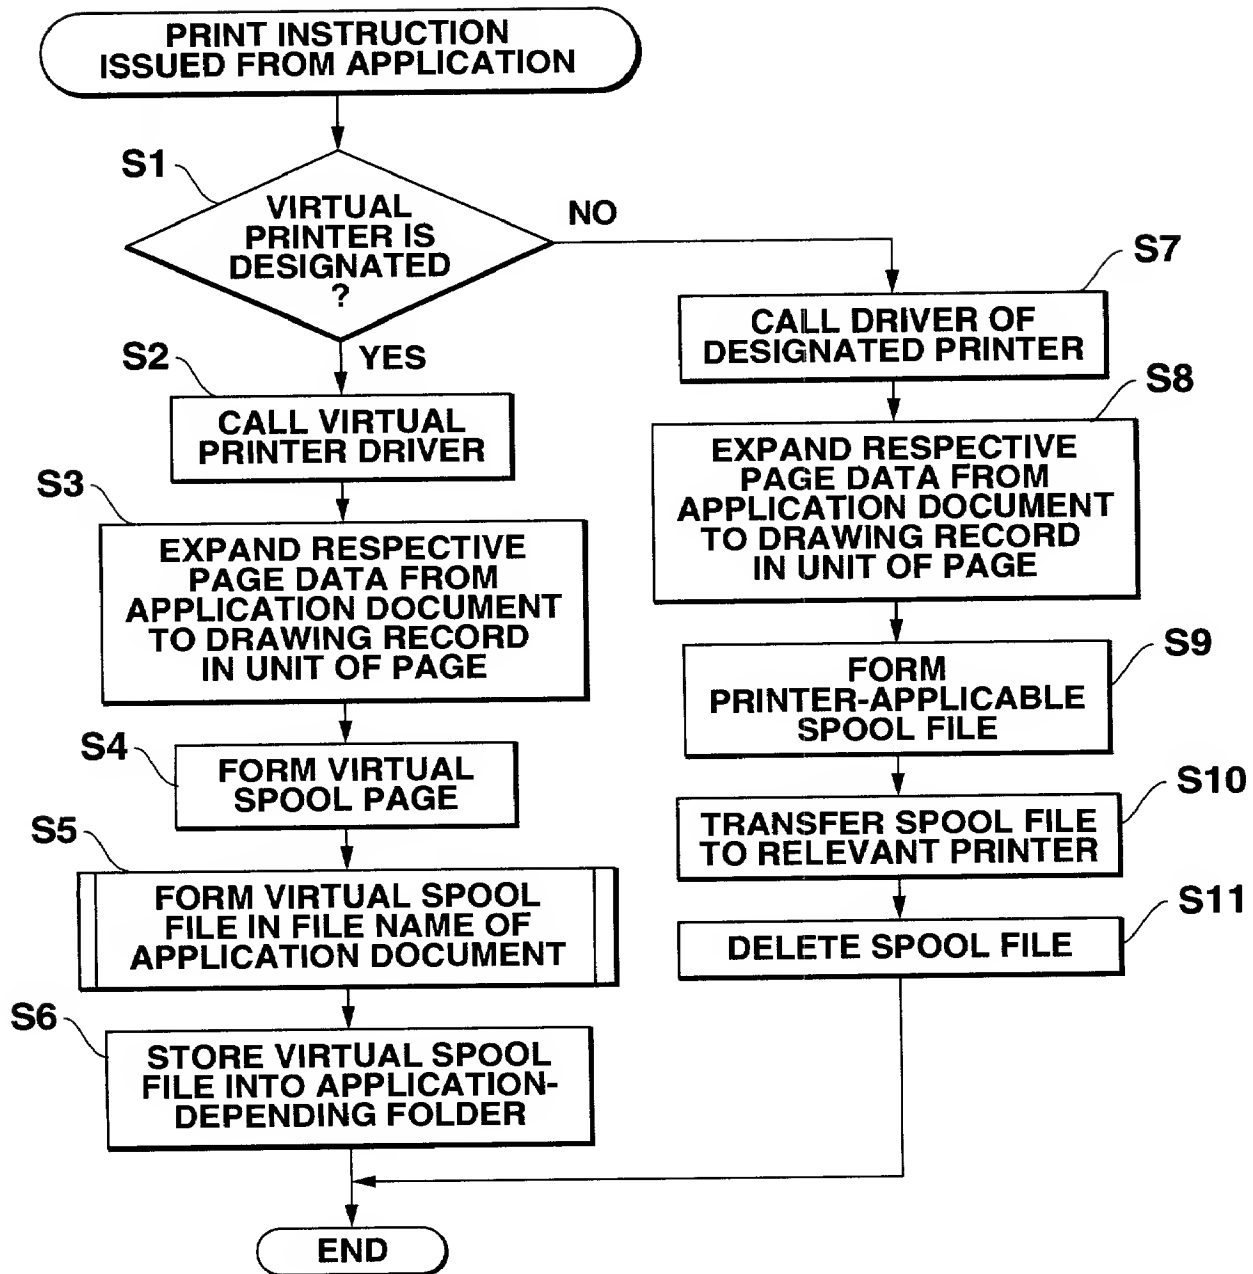 PRINT INSTRUCTION
ISSUED FROM APPLICATION
S1
VIRTUAL
PRINTER IS
DESIGNATED
?
NO
YES
S2
CALL VIRTUAL
PRINTER DRIVER
S3
EXPAND RESPECTIVE
PAGE DATA FROM
APPLICATION DOCUMENT
TO DRAWING RECORD
IN UNIT OF PAGE
S4
FORM VIRTUAL
SPOOL PAGE
S5
FORM VIRTUAL SPOOL
FILE IN FILE NAME OF
APPLICATION DOCUMENT
S6
STORE VIRTUAL SPOOL
FILE INTO APPLICATION-
DEPENDING FOLDER
S7
CALL DRIVER OF
DESIGNATED PRINTER
S8
EXPAND RESPECTIVE
PAGE DATA FROM
APPLICATION DOCUMENT
TO DRAWING RECORD
IN UNIT OF PAGE
S9
FORM
PRINTER-APPLICABLE
SPOOL FILE
S10
TRANSFER SPOOL FILE
TO RELEVANT PRINTER
S11
DELETE SPOOL FILE
END